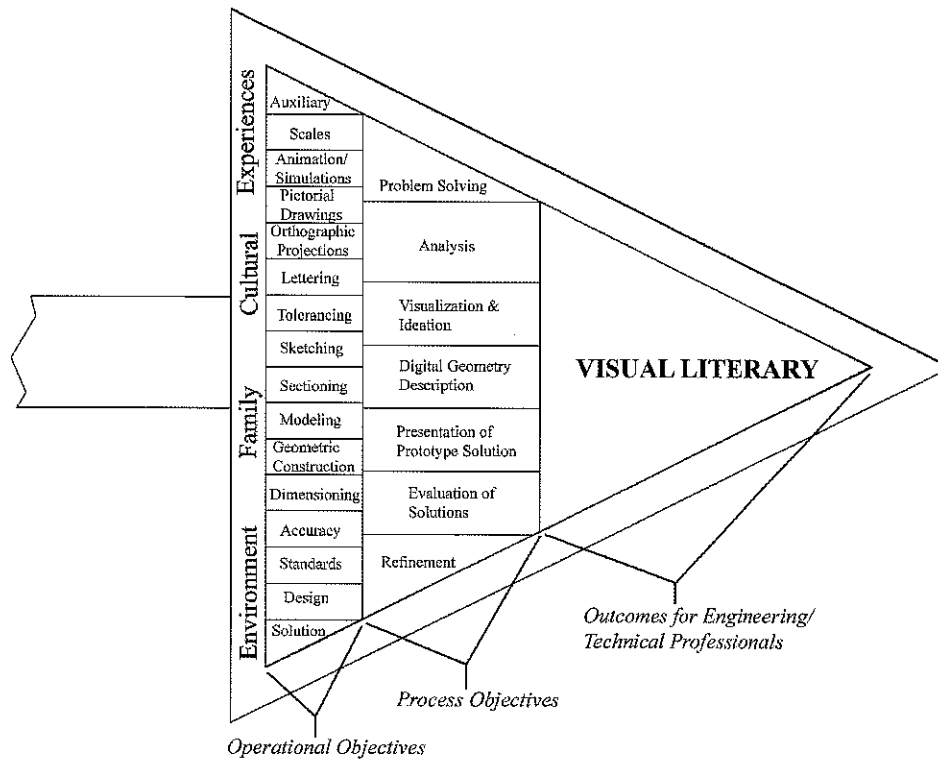 Experiences
Cultural
Family
Environment
Auxiliary
Scales
Animation/
Simulations
Pictorial
Drawings
Orthographic
Projections
Lettering
Tolerancing
Sketching
Sectioning
Modeling
Geometric
Construction
Dimensioning
Accuracy
Standards
Design
Solution
Problem Solving
Analysis
Visualization &
Ideation
Digital Geometry
Description
Presentation of
Prototype Solution
Evaluation of
Solutions
Refinement
VISUAL LITERARY
Outcomes for Engineering/
Technical Professionals
Process Objectives
Operational Objectives